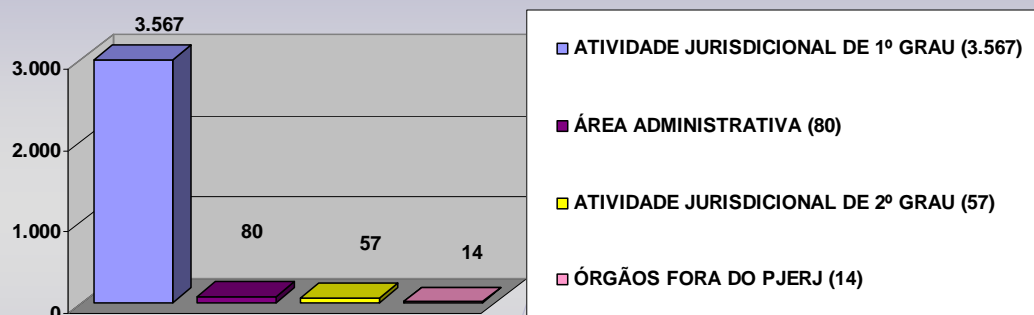 3.567
3.000
2.000
1.000
0
80
57
14
ATIVIDADE JURISDICIONAL DE 1º GRAU (3.567)
ÁREA ADMINISTRATIVA (80)
ATIVIDADE JURISDICIONAL DE 2º GRAU (57)
ÓRGÃOS FORA DO PJERJ (14)